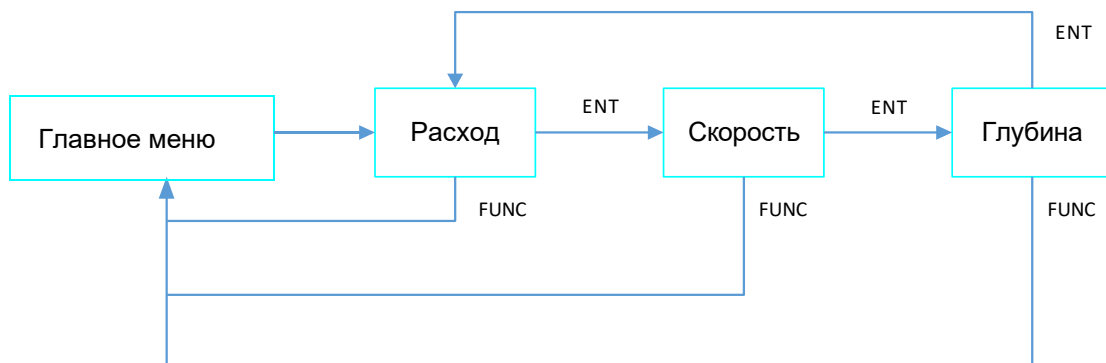 ENT
Главное меню
Расход
ENT
Скорость
ENT
Глубина
FUNC
FUNC
FUNC